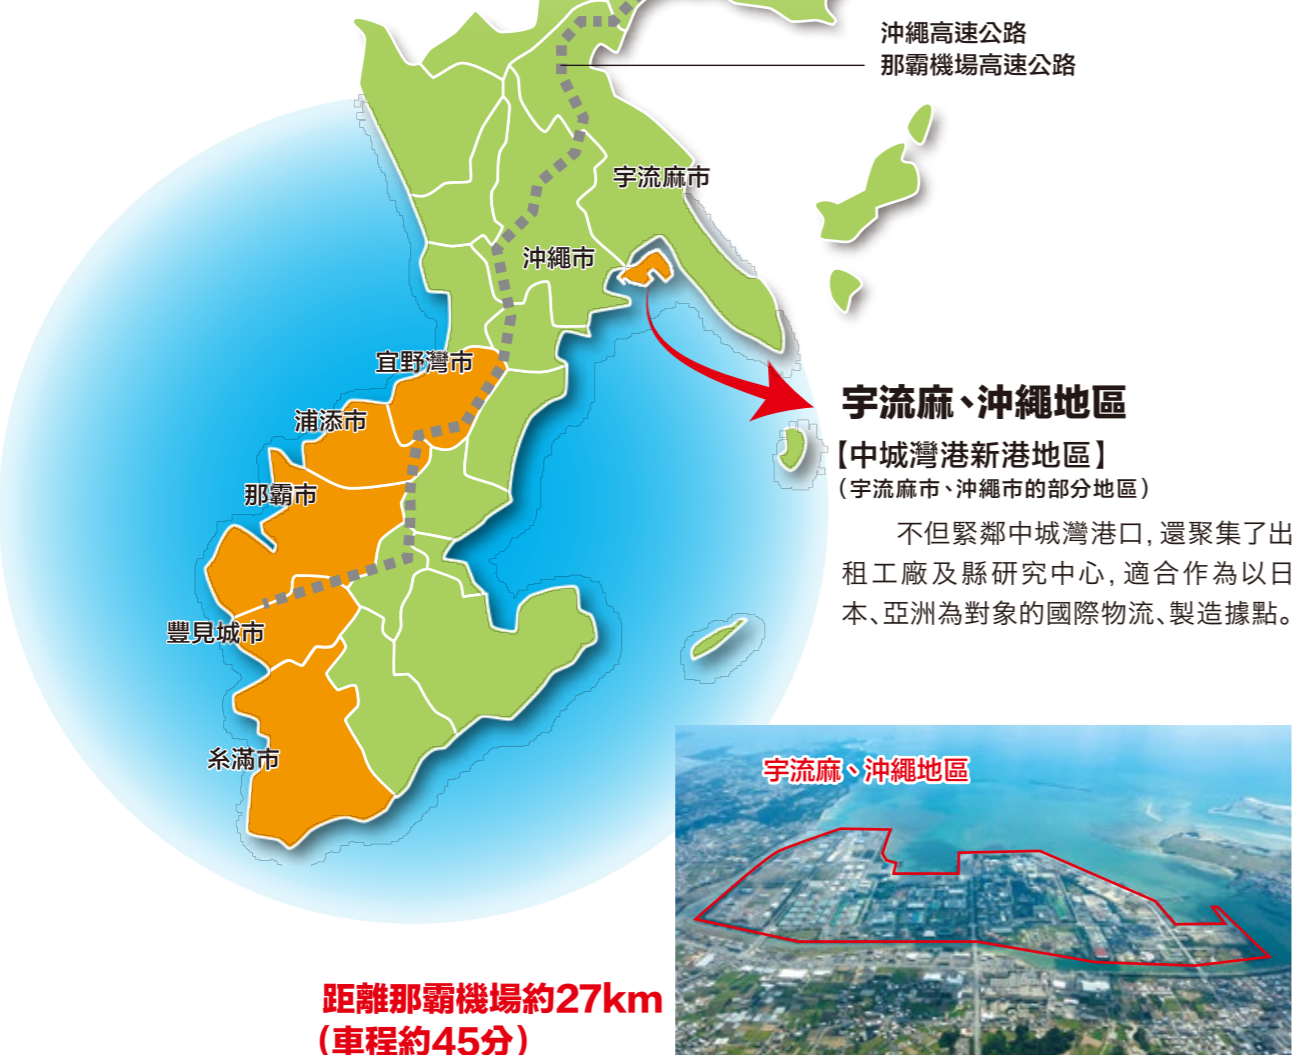 沖繩高速公路
那霸機場高速公路
宇流麻市
沖繩市
宜野灣市
浦添市
那霸市
豐見城市
糸滿市
宇流麻、沖繩地區
【中城灣港新港地區】
（宇流麻市、沖繩市的部分地區）
不但緊鄰中城灣港口，還聚集了出
租工廠及縣研究中心，適合作為以日
本、亞洲為對象的國際物流、製造據點。
宇流麻、沖繩地區
距離那霸機場約27km
（車程約45分）